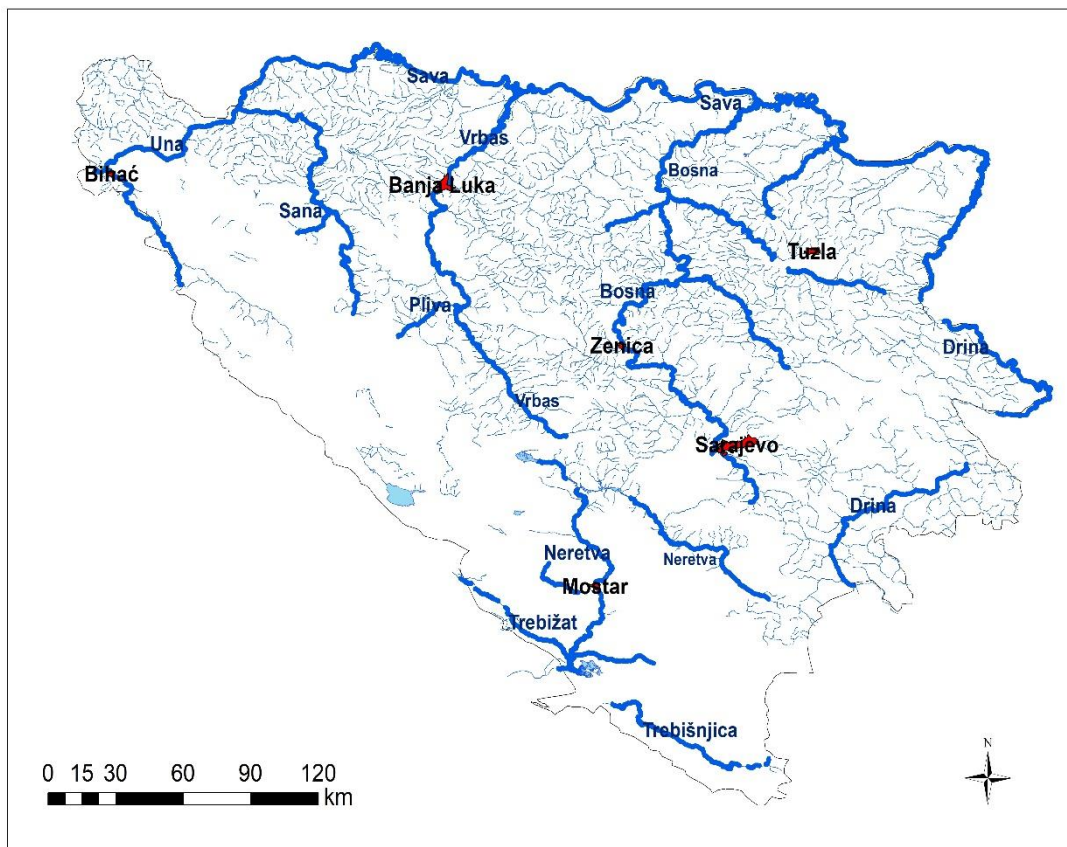 Sava
Sava
Una
Vrbas
Bihać
Banja Luka
Bosna
Sana
Tuzla
Bosna
Pliva
Zenica
Drina
Vrbas
Sarajevo
Drina
Neretva
Neretva
Mostar
Trebižat
Trebišnjica
N
0 15 30 60 90 120
km